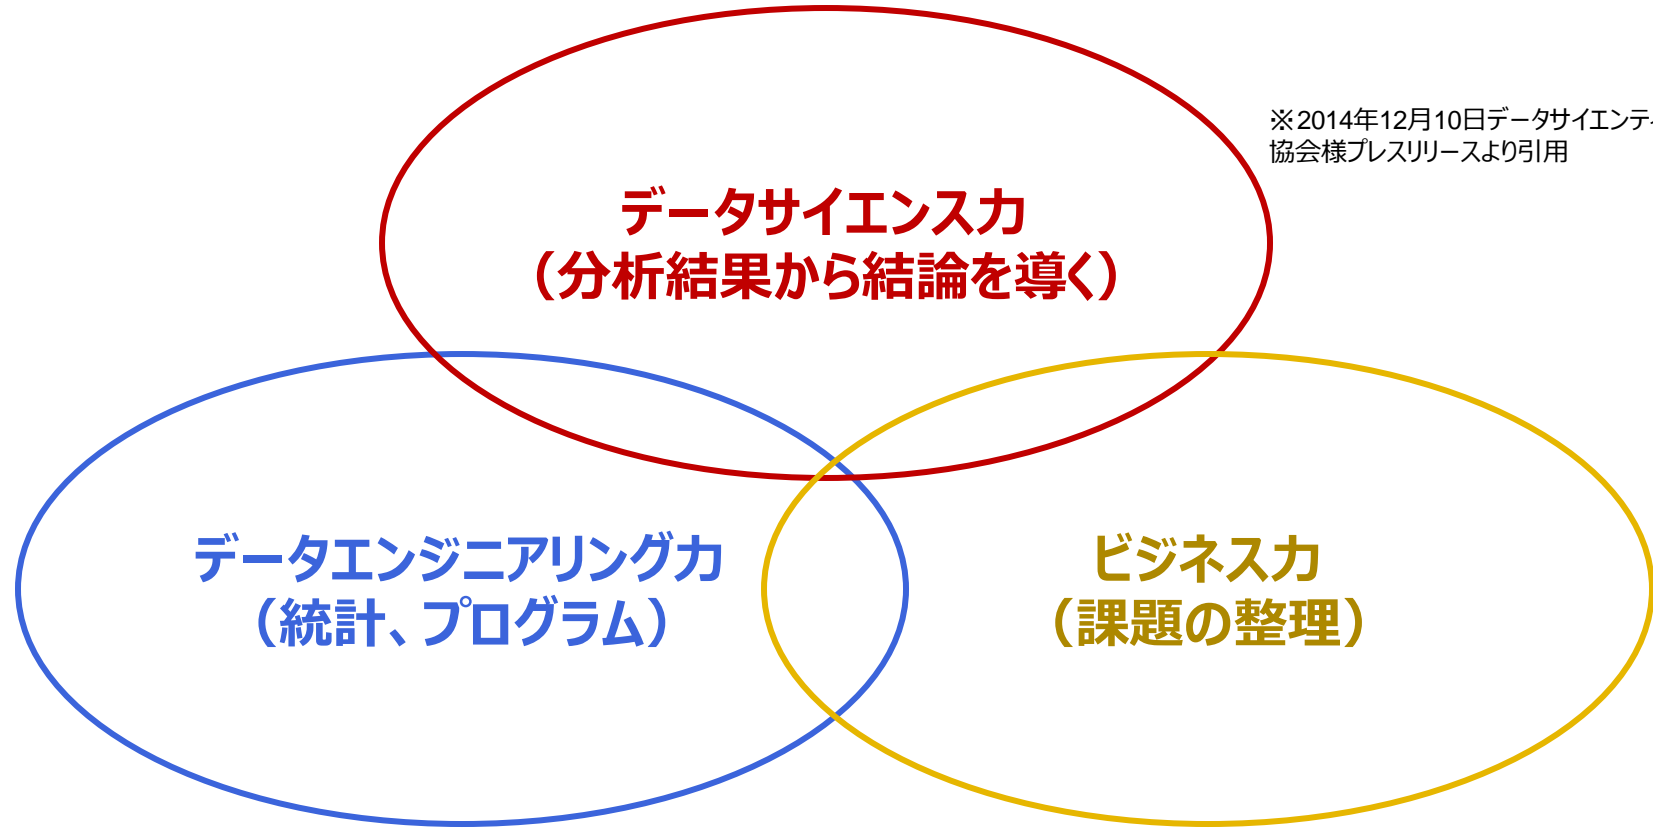 ※2014年12月10日データサイエンテ
協会様プレスリリースより引用
データサイエンス力
（分析結果から結論を導く）
データエンジニアリング力
（統計、プログラム）
ビジネス力
（課題の整理）